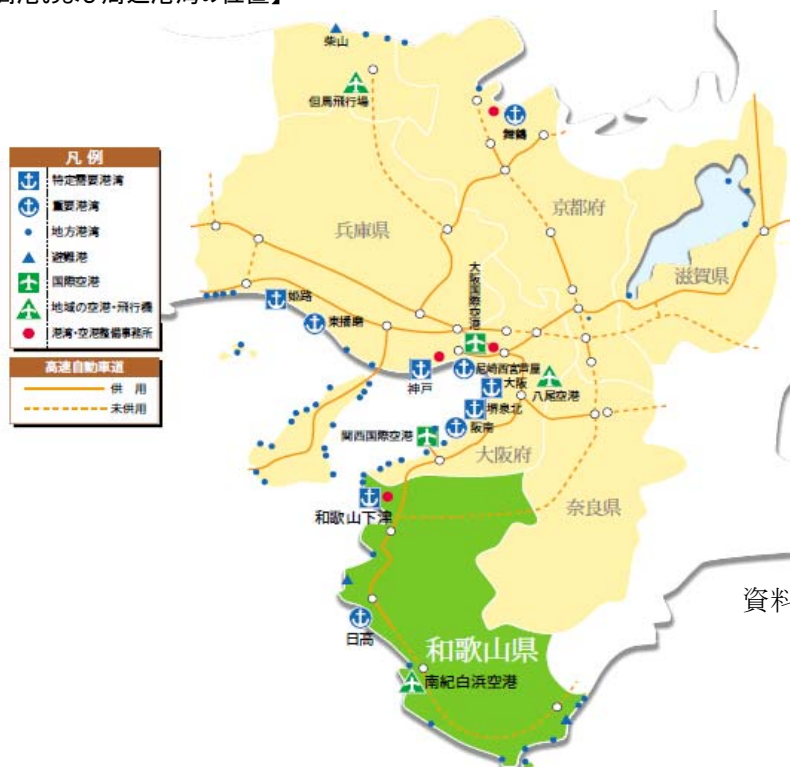 および周辺港湾の位置】
柴山
但馬飛行場
舞鶴
凡例
特定需要港湾
重要港湾
地方港湾
避難港
国際空港
地域の空港・飛行機
港湾・空港整備事務所
高速自動車道
供 用
未供用
兵庫県
京都府
滋賀県
大阪国際空港
姫路
東播磨
神戸
尼崎西宮芦屋
大阪
八尾空港
堺泉北
阪南
関西国際空港
大阪府
奈良県
和歌山下津
資料
日高
和歌山県
南紀白浜空港